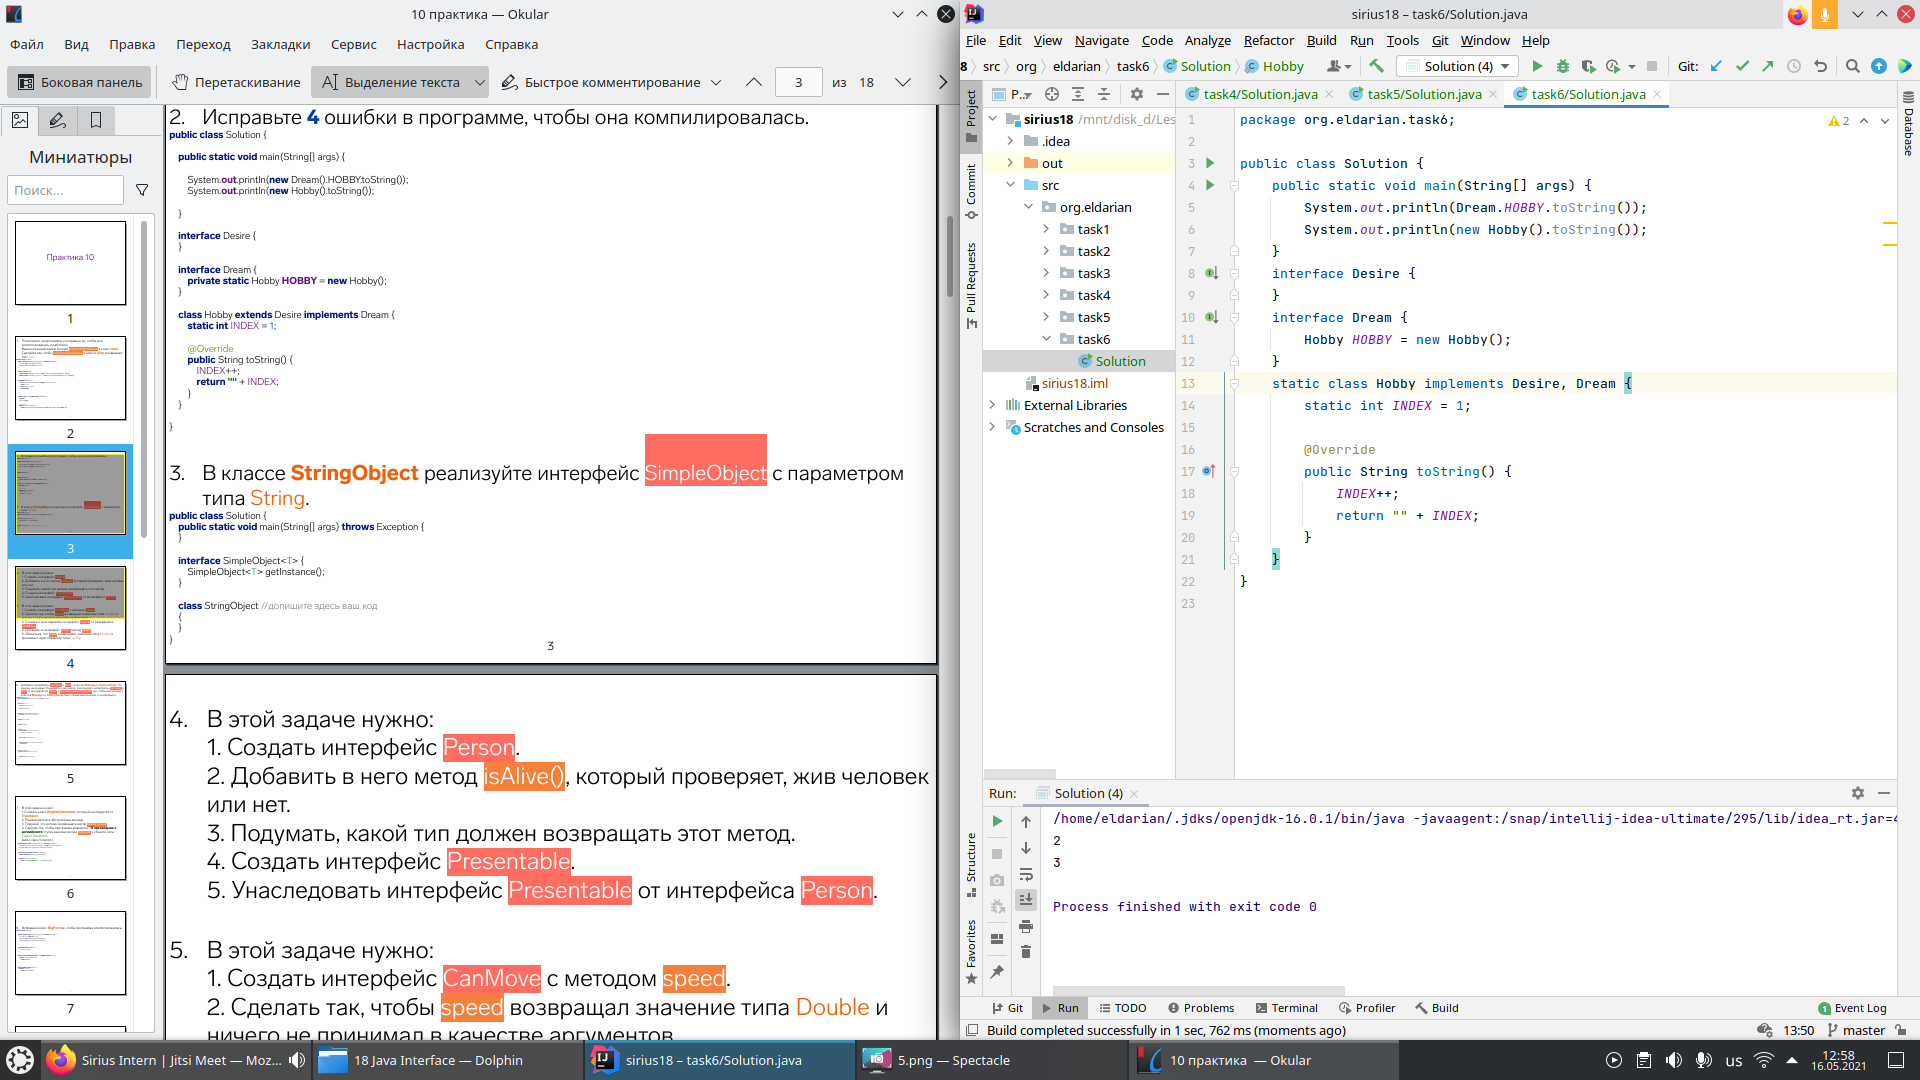 10 практика — Okular
Файл Вид Правка Переход Закладки Сервис Настройка Справка
Боковая панель Перетаскивание Выделение текста Быстрое комментирование 3 из 18
Миниатюры
Поиск...
Практика 10
1
2
3
4
5
6
7
2. Исправьте 4 ошибки в программе, чтобы она компилировалась.
public class Solution {
public static void main(String[] args) {
System.out.println(new Dream().HOBBY.toString());
System.out.println(new Hobby().toString());
}
interface Desire {
}
interface Dream {
private static Hobby HOBBY = new Hobby();
}
class Hobby extends Desire implements Dream {
static int INDEX = 1;
@Override
public String toString() {
INDEX++;
return "" + INDEX;
}
}
}
3. В классе StringObject реализуйте интерфейс SimpleObject с параметром
типа String.
public class Solution {
public static void main(String[] args) throws Exception {
}
interface SimpleObject<T> {
SimpleObject<T> getInstance();
}
class StringObject //допишите здесь ваш код
{
}
}
3
4. В этой задаче нужно:
1. Создать интерфейс Person.
2. Добавить в него метод isAlive(), который проверяет, жив человек
или нет.
3. Подумать, какой тип должен возвращать этот метод.
4. Создать интерфейс Presentable.
5. Унаследовать интерфейс Presentable от интерфейса Person.
5. В этой задаче нужно:
1. Создать интерфейс CanMove с методом speed.
2. Сделать так, чтобы speed возвращал значение типа Double и
ничего не принимал в качестве аргументов
sirius18 – task6/Solution.java
File Edit View Navigate Code Analyze Refactor Build Run Tools Git Window Help
8 src org eldarian task6 Solution Hobby Solution (4) Git:
Project
Commit
Pull Requests
Structure
Favorites
Database
P..
sirius18 /mnt/disk_d/Les
.idea
out
src
org.eldarian
task1
task2
task3
task4
task5
task6
Solution
sirius18.iml
External Libraries
Scratches and Consoles
task4/Solution.java task5/Solution.java task6/Solution.java
2
1 package org.eldarian.task6;
2
3 public class Solution {
4 public static void main(String[] args) {
5 System.out.println(Dream.HOBBY.toString());
6 System.out.println(new Hobby().toString());
7 }
8 interface Desire {
9 }
10 interface Dream {
11 Hobby HOBBY = new Hobby();
12 }
13 static class Hobby implements Desire, Dream {
14 static int INDEX = 1;
15
16 @Override
17 public String toString() {
18 INDEX++;
19 return "" + INDEX;
20 }
21 }
22 }
23
Run: Solution (4)
/home/eldarian/.jdks/openjdk-16.0.1/bin/java -javaagent:/snap/intellij-idea-ultimate/295/lib/idea_rt.jar=4
2
3
Process finished with exit code 0
Git Run TODO Problems Terminal Profiler Build 1 Event Log
Build completed successfully in 1 sec, 762 ms (moments ago) 13:50 master
Sirius Intern | Jitsi Meet — Moz... 18 Java Interface — Dolphin sirius18 – task6/Solution.java 5.png — Spectacle 10 практика — Okular us 12:58
16.05.2021